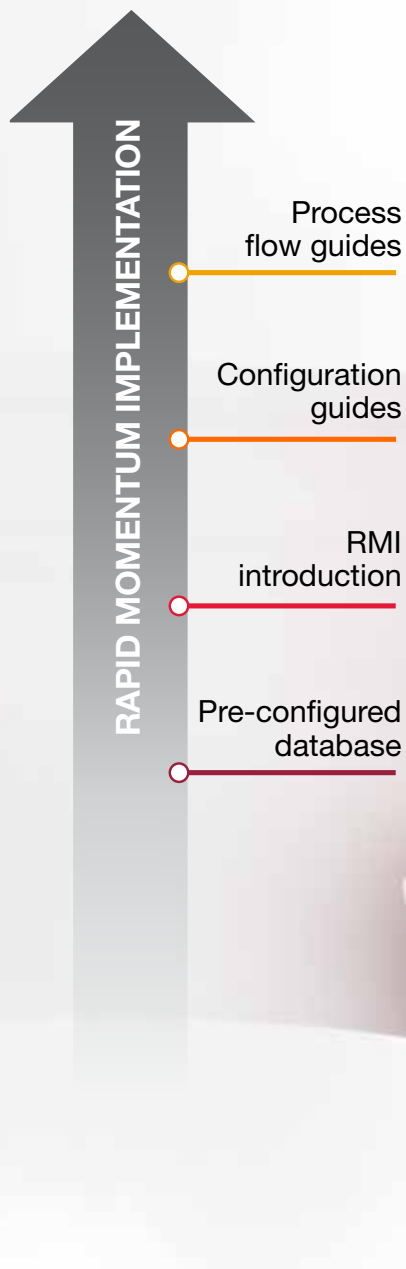 RAPID MOMENTUM IMPLEMENTATION
Process
flow guides
Configuration
guides
RMI
introduction
Pre-configured
database